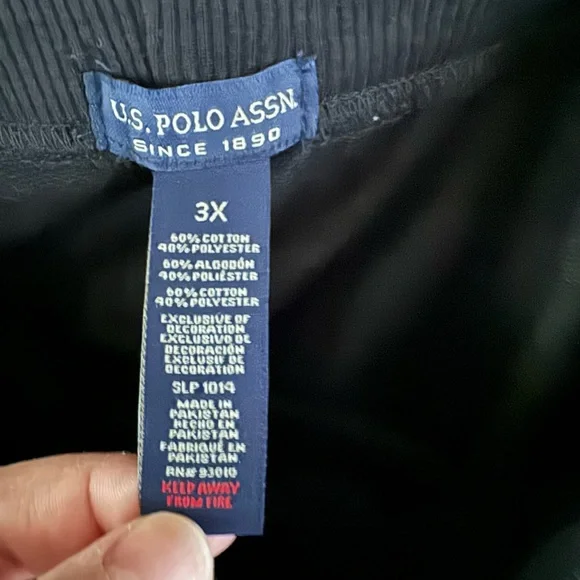 U.S. POLO ASSN.
SINCE 1890
3X
60% COTTON
40% POLYESTER
60% ALGODÓN
40% POLIÉSTER
60% COTTON
40% POLYESTER
EXCLUSIVE OF
DECORATION
EXCLUSIVO DE
DECORACIÓN
EXCLUSIF DE
DECORATION
SLP 1014
MADE IN
PAKISTAN
HECHO EN
PAKISTAN
FABRIQUÉ EN
PAKISTAN
RN# 93010
KEEP AWAY
FROM FIRE